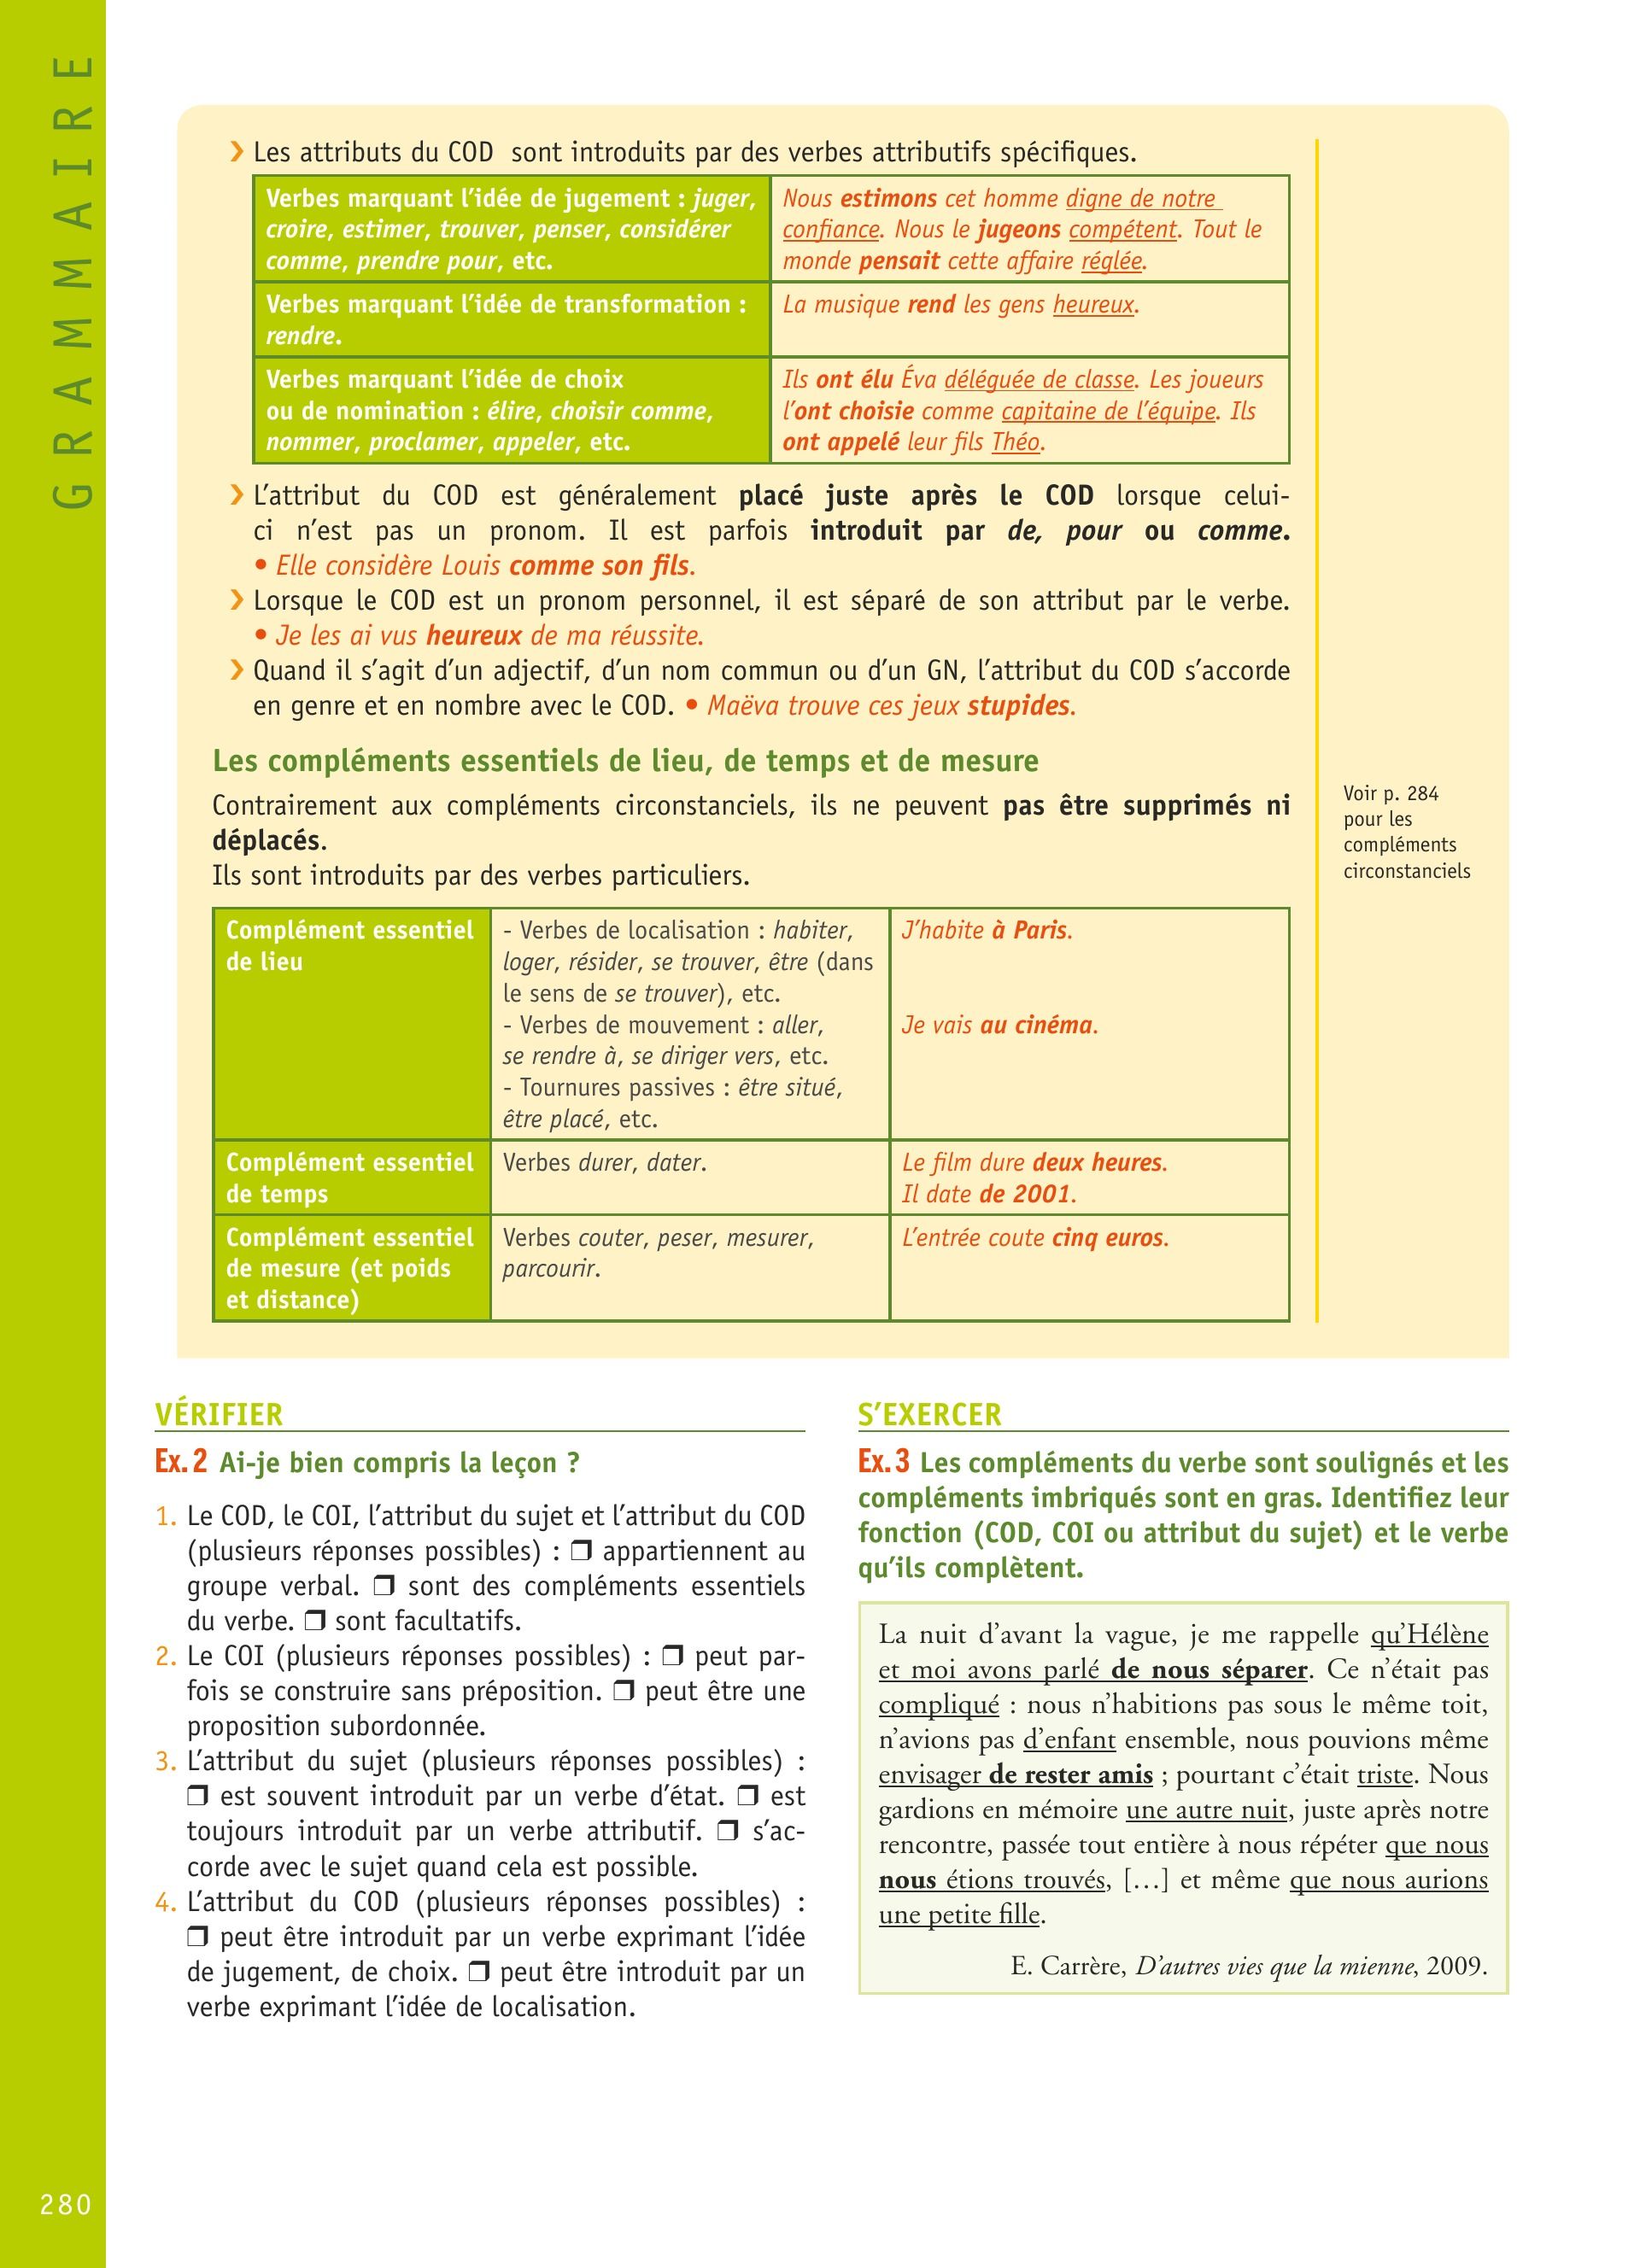 GRAMMAIRE
❯ Les attributs du COD sont introduits par des verbes attributifs spécifiques.
Verbes marquant l’idée de jugement : juger,
croire, estimer, trouver, penser, considérer
comme, prendre pour, etc.
Nous estimons cet homme digne de notre
confiance. Nous le jugeons compétent. Tout le
monde pensait cette affaire réglée.
Verbes marquant l’idée de transformation :
rendre.
La musique rend les gens heureux.
Verbes marquant l’idée de choix
ou de nomination : élire, choisir comme,
nommer, proclamer, appeler, etc.
Ils ont élu Éva déléguée de classe. Les joueurs
l’ont choisie comme capitaine de l’équipe. Ils
ont appelé leur fils Théo.
❯ L’attribut du COD est généralement placé juste après le COD lorsque celui-
ci n’est pas un pronom. Il est parfois introduit par de, pour ou comme.
• Elle considère Louis comme son fils.
❯ Lorsque le COD est un pronom personnel, il est séparé de son attribut par le verbe.
• Je les ai vus heureux de ma réussite.
❯ Quand il s’agit d’un adjectif, d’un nom commun ou d’un GN, l’attribut du COD s’accorde
en genre et en nombre avec le COD. • Maëva trouve ces jeux stupides.
Les compléments essentiels de lieu, de temps et de mesure
Contrairement aux compléments circonstanciels, ils ne peuvent pas être supprimés ni
déplacés.
Ils sont introduits par des verbes particuliers.
Voir p. 284
pour les
compléments
circonstanciels
Complément essentiel
de lieu
- Verbes de localisation : habiter,
loger, résider, se trouver, être (dans
le sens de se trouver), etc.
- Verbes de mouvement : aller,
se rendre à, se diriger vers, etc.
- Tournures passives : être situé,
être placé, etc.
J’habite à Paris.
Je vais au cinéma.
Complément essentiel
de temps
Verbes durer, dater.
Le film dure deux heures.
Il date de 2001.
Complément essentiel
de mesure (et poids
et distance)
Verbes couter, peser, mesurer,
parcourir.
L’entrée coute cinq euros.
VÉRIFIER
Ex. 2 Ai-je bien compris la leçon ?
1. Le COD, le COI, l’attribut du sujet et l’attribut du COD
(plusieurs réponses possibles) : ❒ appartiennent au
groupe verbal. ❒ sont des compléments essentiels
du verbe. ❒ sont facultatifs.
2. Le COI (plusieurs réponses possibles) : ❒ peut par-
fois se construire sans préposition. ❒ peut être une
proposition subordonnée.
3. L’attribut du sujet (plusieurs réponses possibles) :
❒ est souvent introduit par un verbe d’état. ❒ est
toujours introduit par un verbe attributif. ❒ s’ac-
corde avec le sujet quand cela est possible.
4. L’attribut du COD (plusieurs réponses possibles) :
❒ peut être introduit par un verbe exprimant l’idée
de jugement, de choix. ❒ peut être introduit par un
verbe exprimant l’idée de localisation.
S’EXERCER
Ex. 3 Les compléments du verbe sont soulignés et les
compléments imbriqués sont en gras. Identifiez leur
fonction (COD, COI ou attribut du sujet) et le verbe
qu’ils complètent.
La nuit d’avant la vague, je me rappelle qu’Hélène
et moi avons parlé de nous séparer. Ce n’était pas
compliqué : nous n’habitions pas sous le même toit,
n’avions pas d’enfant ensemble, nous pouvions même
envisager de rester amis ; pourtant c’était triste. Nous
gardions en mémoire une autre nuit, juste après notre
rencontre, passée tout entière à nous répéter que nous
nous étions trouvés, […] et même que nous aurions
une petite fille.
E. Carrère, D’autres vies que la mienne, 2009.
280